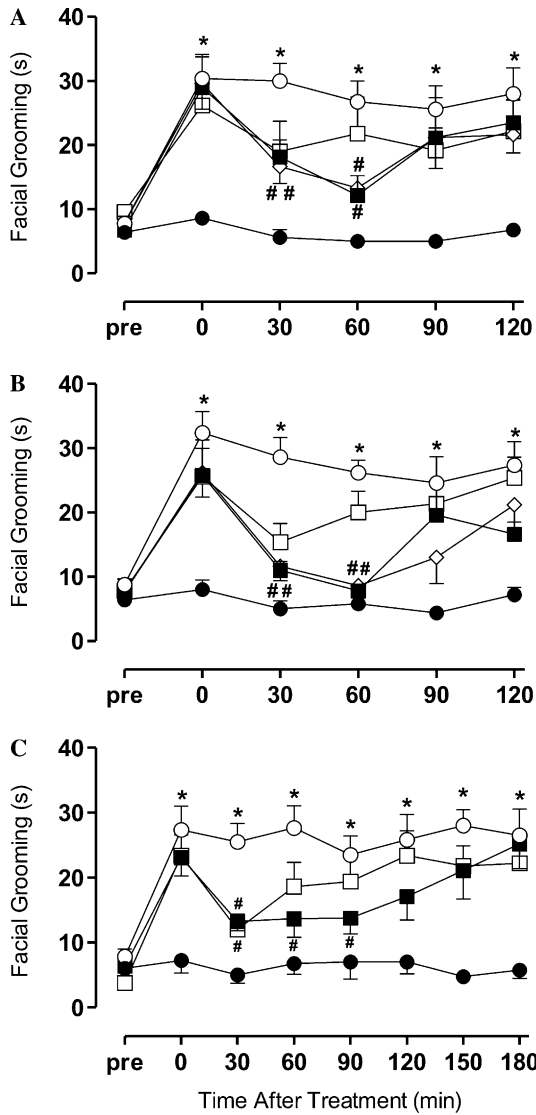 A
Facial Grooming (s)
40
30
20
10
0
* * * * *
# #
#
#
pre 0 30 60 90 120
B
Facial Grooming (s)
40
30
20
10
0
* * * * *
##
##
pre 0 30 60 90 120
C
Facial Grooming (s)
40
30
20
10
0
* * * * * * *
#
# # #
pre 0 30 60 90 120 150 180
Time After Treatment (min)